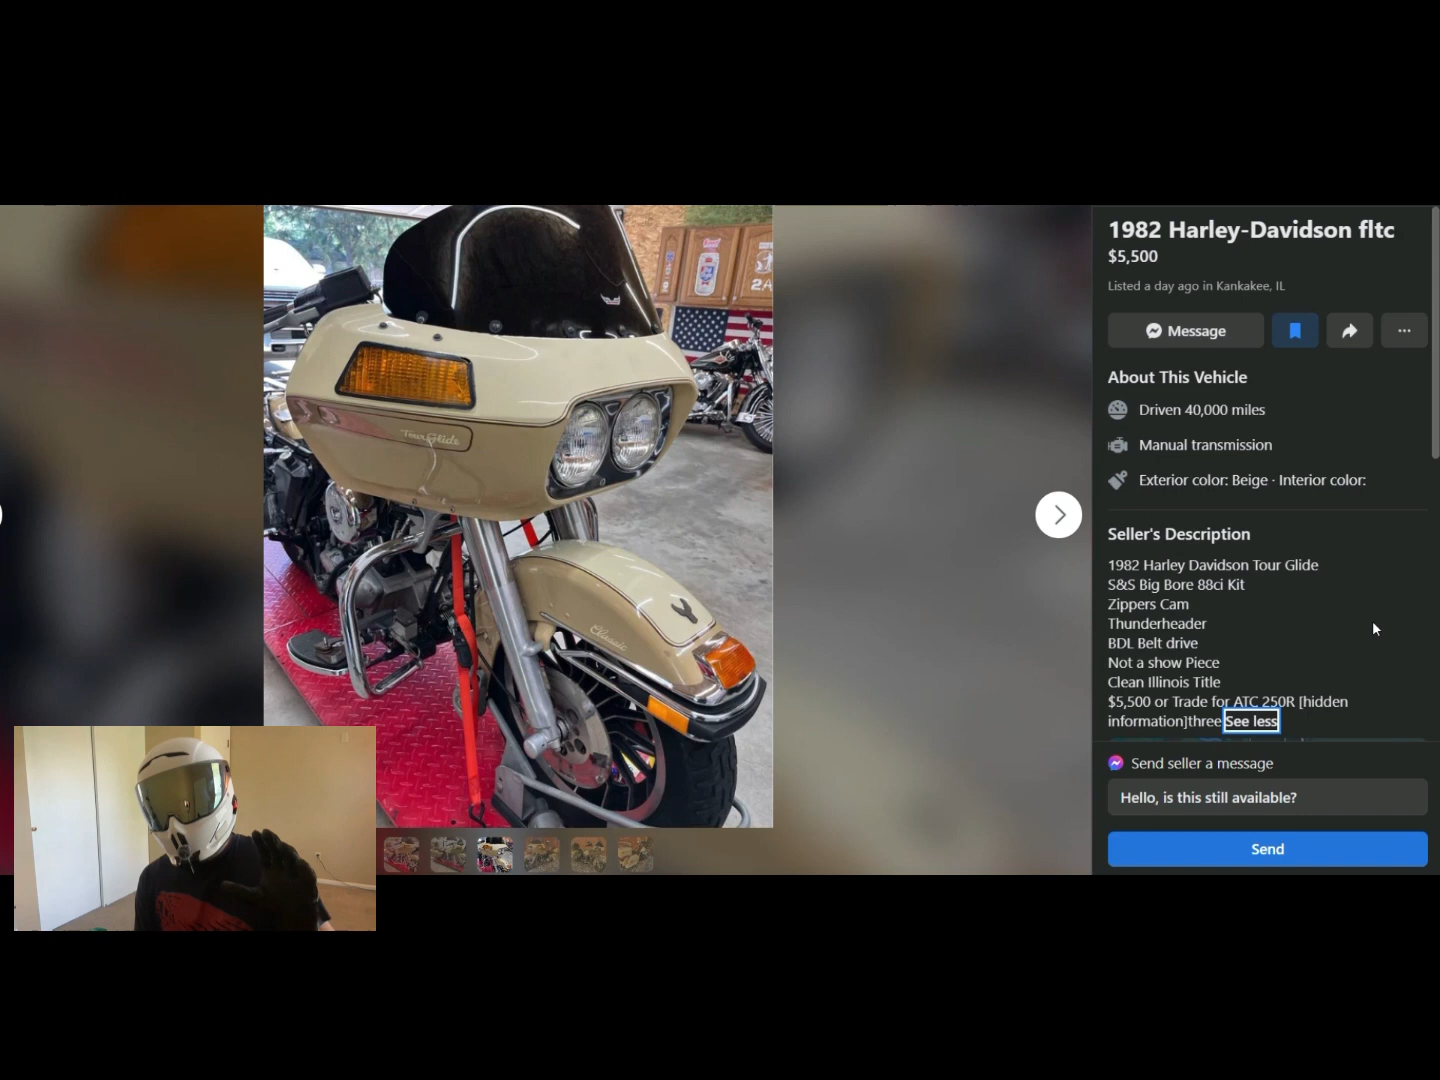 1982 Harley-Davidson fltc
$5,500
Listed a day ago in Kankakee, IL
Message
About This Vehicle
Driven 40,000 miles
Manual transmission
Exterior color: Beige · Interior color:
Seller's Description
1982 Harley Davidson Tour Glide
S&S Big Bore 88ci Kit
Zippers Cam
Thunderheader
BDL Belt drive
Not a show Piece
Clean Illinois Title
$5,500 or Trade for ATC 250R [hidden
information]three See less
Send seller a message
Hello, is this still available?
Send
Tour Glide
Classic
2A